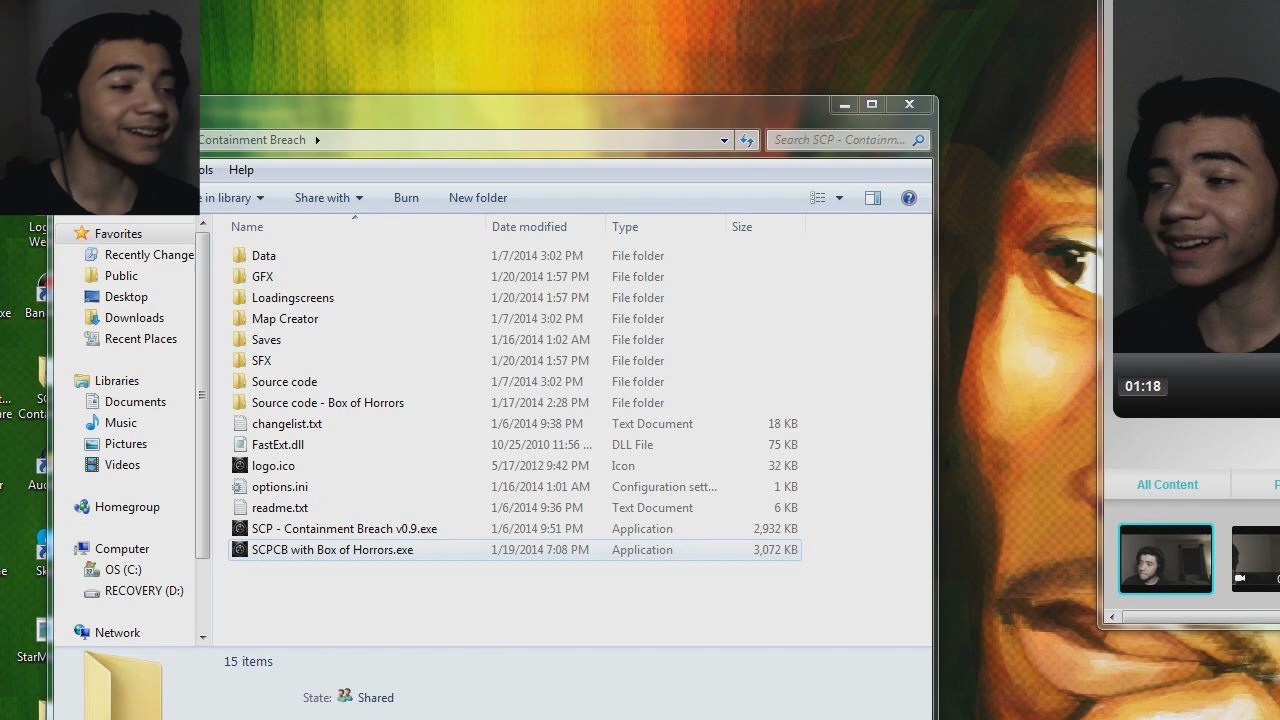 Containment Breach
Search SCP - Containm...
ols Help
e in library Share with Burn New folder
Name Date modified Type Size
Favorites
Recently Change
Public
Desktop
Downloads
Recent Places
Libraries
Documents
Music
Pictures
Videos
Homegroup
Computer
OS (C:)
RECOVERY (D:)
Network
Data 1/7/2014 3:02 PM File folder
GFX 1/20/2014 1:57 PM File folder
Loadingscreens 1/20/2014 1:57 PM File folder
Map Creator 1/7/2014 3:02 PM File folder
Saves 1/16/2014 1:02 AM File folder
SFX 1/20/2014 1:57 PM File folder
Source code 1/7/2014 3:02 PM File folder
Source code - Box of Horrors 1/17/2014 2:28 PM File folder
changelist.txt 1/6/2014 9:38 PM Text Document 18 KB
FastExt.dll 10/25/2010 11:56 ... DLL File 75 KB
logo.ico 5/17/2012 9:42 PM Icon 32 KB
options.ini 1/16/2014 1:01 AM Configuration sett... 1 KB
readme.txt 1/6/2014 9:36 PM Text Document 6 KB
SCP - Containment Breach v0.9.exe 1/6/2014 9:51 PM Application 2,932 KB
SCPCB with Box of Horrors.exe 1/19/2014 7:08 PM Application 3,072 KB
15 items
State: Shared
Log
We
xe Ban
t... SC
re Cont
Auc
ne Sk
StarM
01:18
All Content P